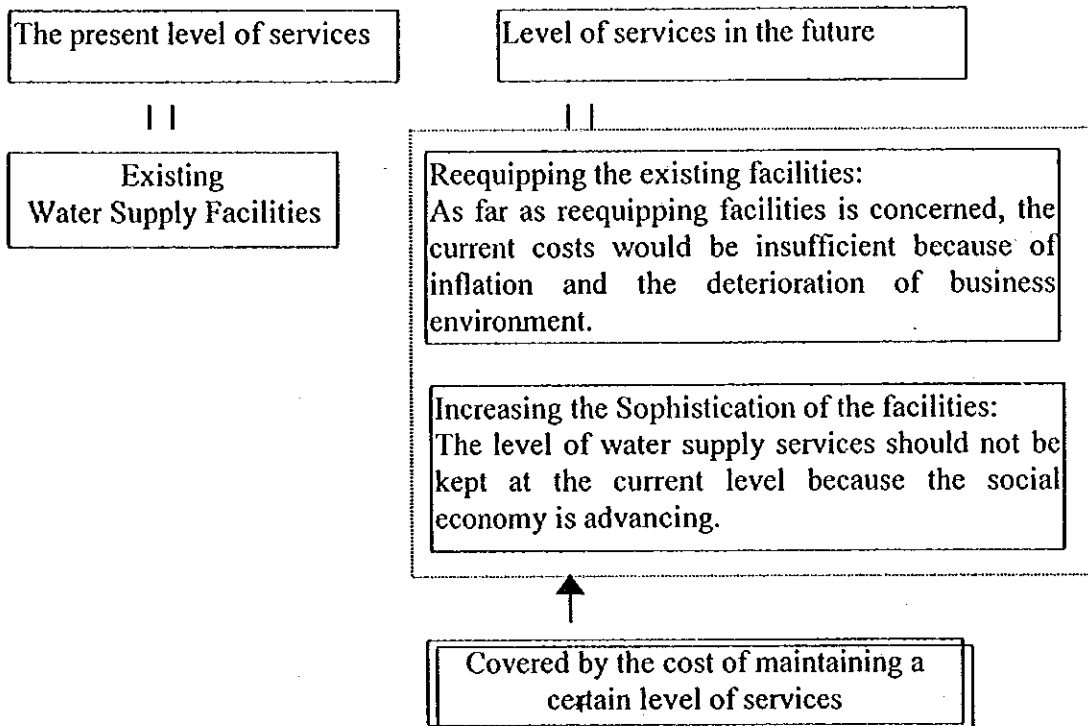 The present level of services
Level of services in the future
Existing
Water Supply Facilities
Reequipping the existing facilities:
As far as reequipping facilities is concerned, the
current costs would be insufficient because of
inflation and the deterioration of business
environment.
Increasing the Sophistication of the facilities:
The level of water supply services should not be
kept at the current level because the social
economy is advancing.
Covered by the cost of maintaining a
certain level of services